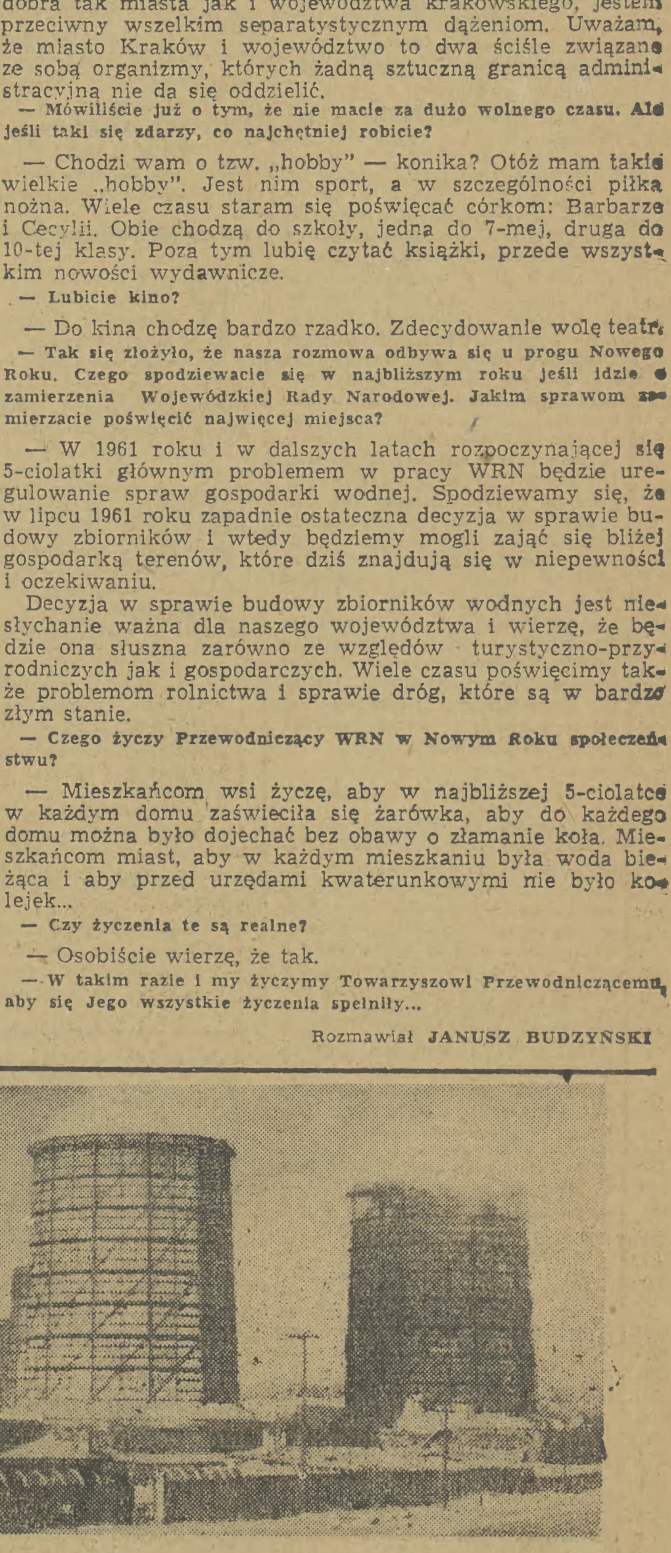 dobra tak miasta jak i województwa krakowskiego, jestem
przeciwny wszelkim separatystycznym dążeniom. Uważam,
że miasto Kraków i województwo to dwa ściśle związane
ze sobą organizmy, których żadną sztuczną granicą admini-
stracyjną nie da się oddzielić.
— Mówiliście już o tym, że nie macie za dużo wolnego czasu. Ale
jeśli taki się zdarzy, co najchętniej robicie?
— Chodzi wam o tzw. „hobby” — konika? Otóż mam takie
wielkie „hobby”. Jest nim sport, a w szczególności piłka
nożna. Wiele czasu staram się poświęcać córkom: Barbarze
i Cecylii. Obie chodzą do szkoły, jedna do 7-mej, druga do
10-tej klasy. Poza tym lubię czytać książki, przede wszyst-
kim nowości wydawnicze.
— Lubicie kino?
— Do kina chodzę bardzo rzadko. Zdecydowanie wolę teatr.
— Tak się złożyło, że nasza rozmowa odbywa się u progu Nowego
Roku. Czego spodziewacie się w najbliższym roku jeśli idzie o
zamierzenia Wojewódzkiej Rady Narodowej. Jakim sprawom za-
mierzacie poświęcić najwięcej miejsca?
— W 1961 roku i w dalszych latach rozpoczynającej się
5-ciolatki głównym problemem w pracy WRN będzie ure-
gulowanie spraw gospodarki wodnej. Spodziewamy się, że
w lipcu 1961 roku zapadnie ostateczna decyzja w sprawie bu-
dowy zbiorników i wtedy będziemy mogli zająć się bliżej
gospodarką terenów, które dziś znajdują się w niepewności
i oczekiwaniu.
Decyzja w sprawie budowy zbiorników wodnych jest nie-
słychanie ważna dla naszego województwa i wierzę, że bę-
dzie ona słuszna zarówno ze względów turystyczno-przy-
rodniczych jak i gospodarczych. Wiele czasu poświęcimy tak-
że problemom rolnictwa i sprawie dróg, które są w bardzo
złym stanie.
— Czego życzy Przewodniczący WRN w Nowym Roku społeczeń-
stwu?
— Mieszkańcom wsi życzę, aby w najbliższej 5-ciolatce
w każdym domu zaświeciła się żarówka, aby do każdego
domu można było dojechać bez obawy o złamanie koła. Mie-
szkańcom miast, aby w każdym mieszkaniu była woda bie-
żąca i aby przed urzędami kwaterunkowymi nie było ko-
lejek...
— Czy życzenia te są realne?
— Osobiście wierzę, że tak.
— W takim razie i my życzymy Towarzyszowi Przewodniczącemu,
aby się Jego wszystkie życzenia spełniły...
Rozmawiał JANUSZ BUDZYŃSKI